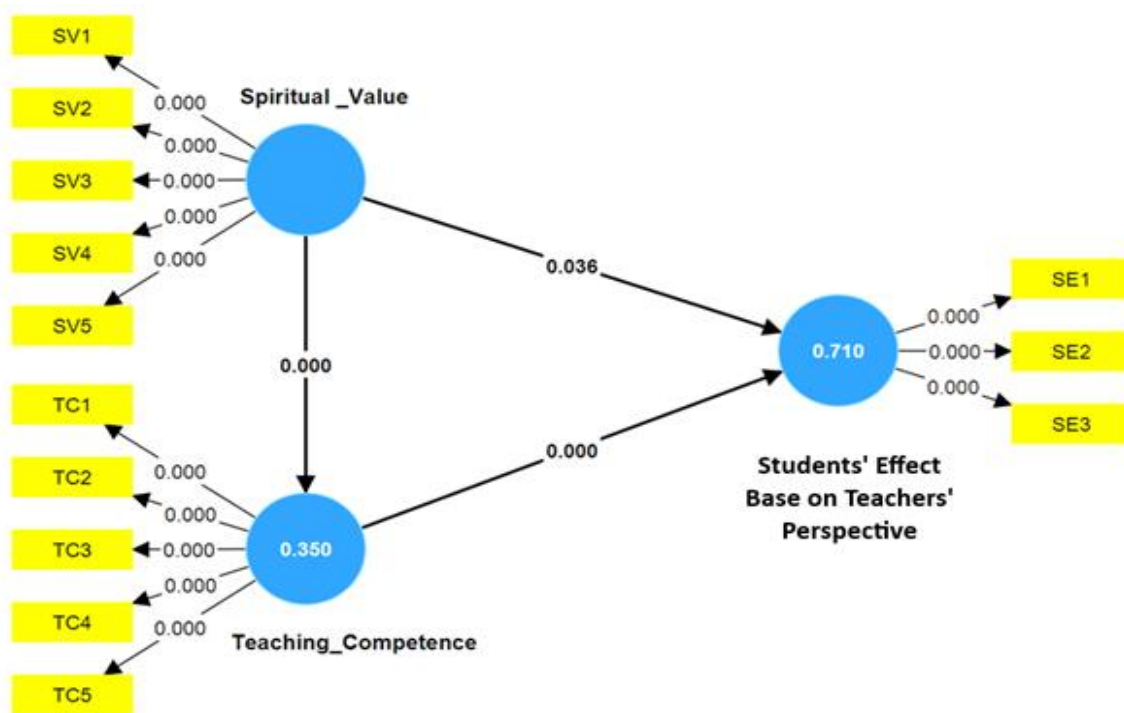 SV1
SV2
SV3
SV4
SV5
0.000
0.000
0.000
0.000
0.000
Spiritual _Value
0.036
0.000
0.000
TC1
TC2
TC3
TC4
TC5
0.000
0.000
0.000
0.000
0.000
0.350
Teaching_Competence
0.710
0.000
0.000
0.000
SE1
SE2
SE3
Students' Effect
Base on Teachers'
Perspective